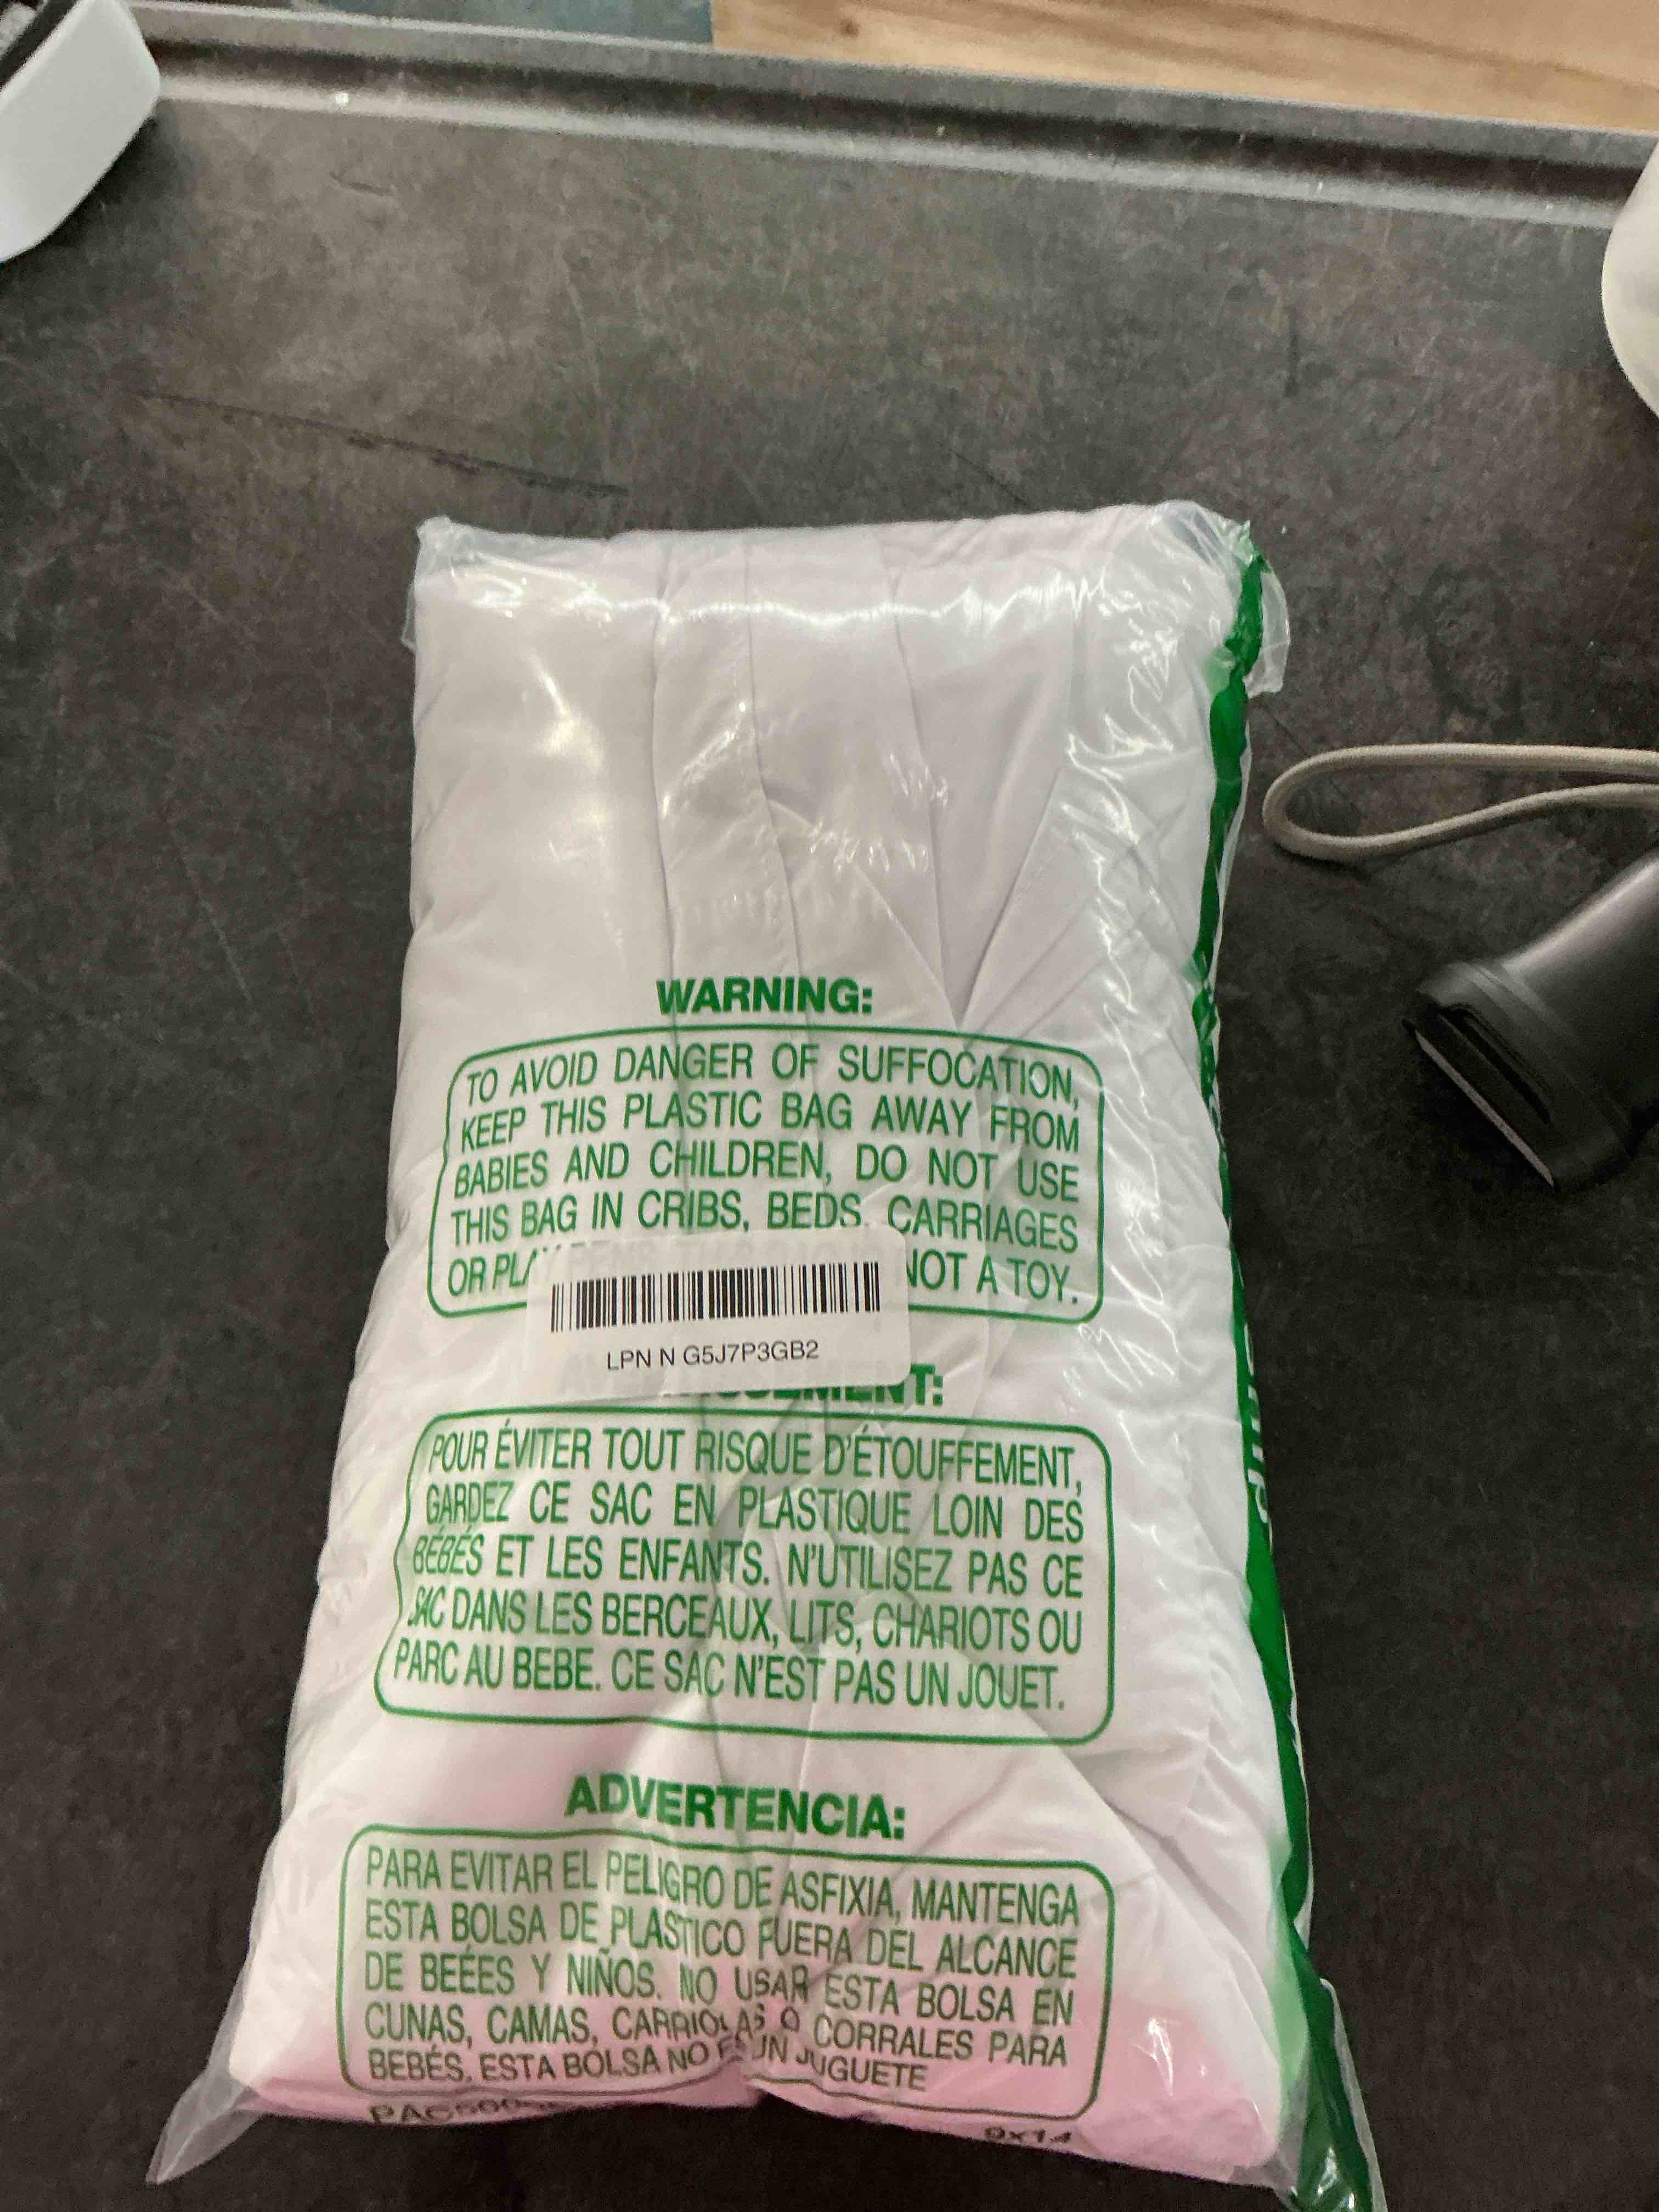 WARNING:
TO AVOID DANGER OF SUFFOCATION,
KEEP THIS PLASTIC BAG AWAY FROM
BABIES AND CHILDREN, DO NOT USE
THIS BAG IN CRIBS, BEDS. CARRIAGES
OR NOT A TOY.
LPN N G5J7P3GB2
POUR ÉVITER TOUT RISQUE D'ÉTOUFFEMENT,
GARDEZ CE SAC EN PLASTIQUE LOIN DES
BÉBÉS ET LES ENFANTS. N'UTILISEZ PAS CE
SAC DANS LES BERCEAUX, LITS, CHARIOTS OU
PARC AU BEBE. CE SAC N'EST PAS UN JOUET.
ADVERTENCIA:
PARA EVITAR EL PELIGRO DE ASFIXIA, MANTENGA
ESTA BOLSA DE PLASTICO FUERA DEL ALCANCE
DE BEÉES Y NIÑOS. NO USAR ESTA BOLSA EN
CUNAS, CAMAS, CARRIOLAS O CORRALES PARA
BEBÉS. ESTA BOLSA NO ES UN JUGUETE
9x14